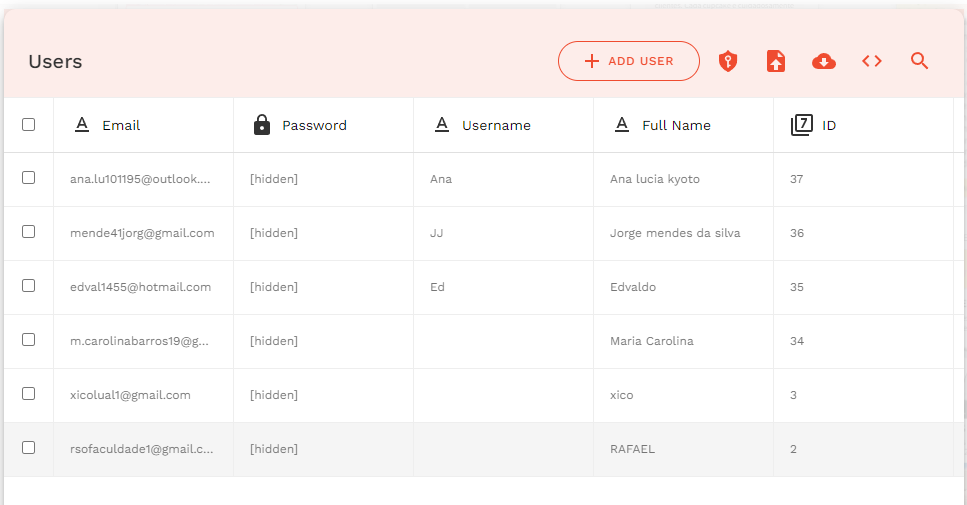 Users
ADD USER
Email Password Username Full Name ID
ana.lu101195@outlook.... [hidden] Ana Ana lucia kyoto 37
mende41jorg@gmail.com [hidden] JJ Jorge mendes da silva 36
edval1455@hotmail.com [hidden] Ed Edvaldo 35
m.carolinabarros19@g... [hidden] Maria Carolina 34
xicolual1@gmail.com [hidden] xico 3
rsofaculdade1@gmail.c... [hidden] RAFAEL 2